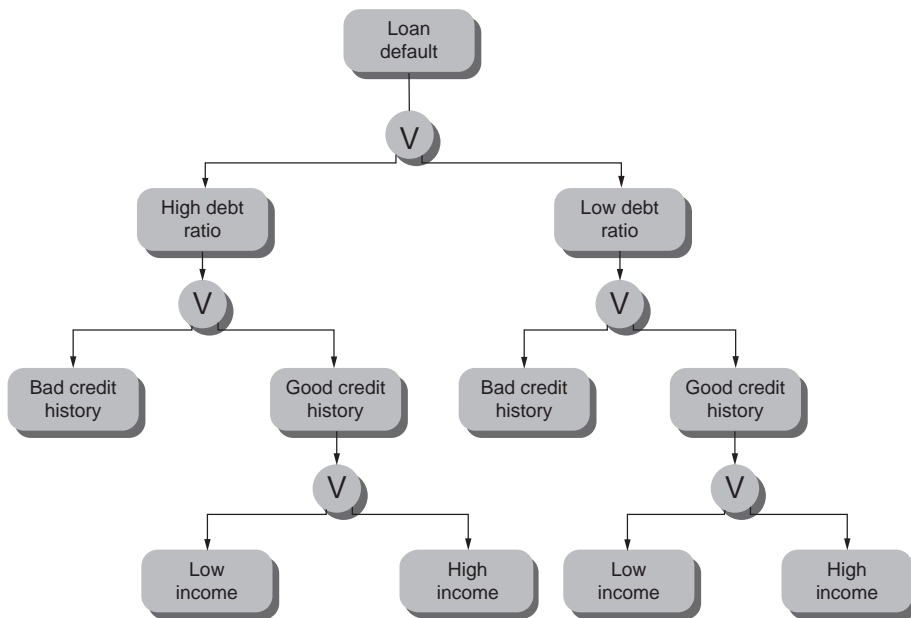 Loan
default
V
High debt
ratio
Low debt
ratio
V
V
Bad credit
history
Good credit
history
Bad credit
history
Good credit
history
V
V
Low
income
High
income
Low
income
High
income